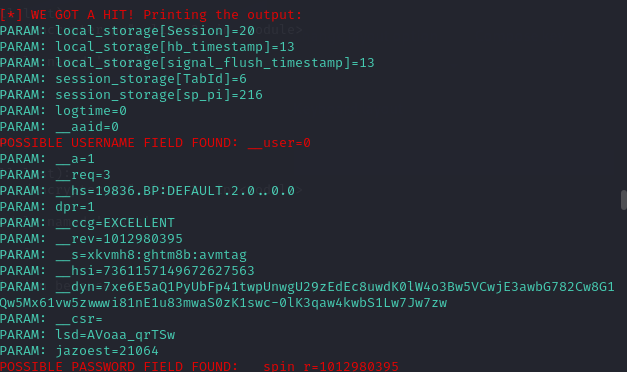 [*] WE GOT A HIT! Printing the output:
PARAM: local_storage[Session]=20
PARAM: local_storage[hb_timestamp]=13
PARAM: local_storage[signal_flush_timestamp]=13
PARAM: session_storage[TabId]=6
PARAM: session_storage[sp_pi]=216
PARAM: logtime=0
PARAM: __aaid=0
POSSIBLE USERNAME FIELD FOUND: __user=0
PARAM: __a=1
PARAM: __req=3
PARAM: __hs=19836.BP:DEFAULT.2.0..0.0
PARAM: dpr=1
PARAM: __ccg=EXCELLENT
PARAM: __rev=1012980395
PARAM: __s=xkvmh8:ghtm8b:avmtag
PARAM: __hsi=7361157149672627563
PARAM: __dyn=7xe6E5aQ1PyUbFp41twpUnwgU29zEdEc8uwdK0lW4o3Bw5VCwjE3awbG782Cw8G1
Qw5Mx61vw5zwwwi81nE1u83mwaS0zK1swc-0lK3qaw4kwbS1Lw7Jw7zw
PARAM: __csr=
PARAM: lsd=AVoaa_qrTSw
PARAM: jazoest=21064
POSSIBLE PASSWORD FIELD FOUND: __spin_r=1012980395